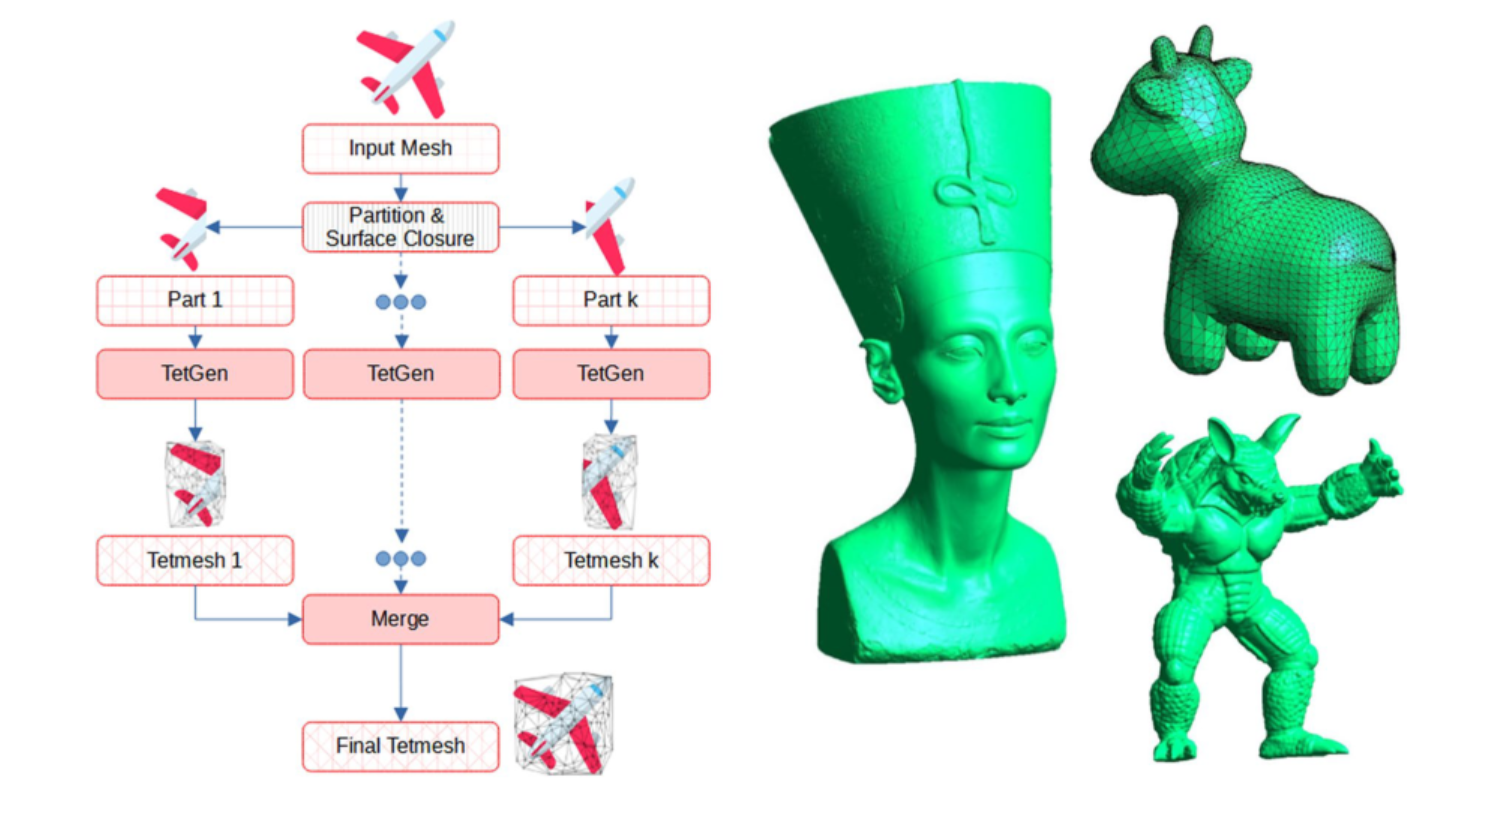 Input Mesh
Partition &
Surface Closure
Part 1
Part k
TetGen
TetGen
TetGen
Tetmesh 1
Tetmesh k
Merge
Final Tetmesh